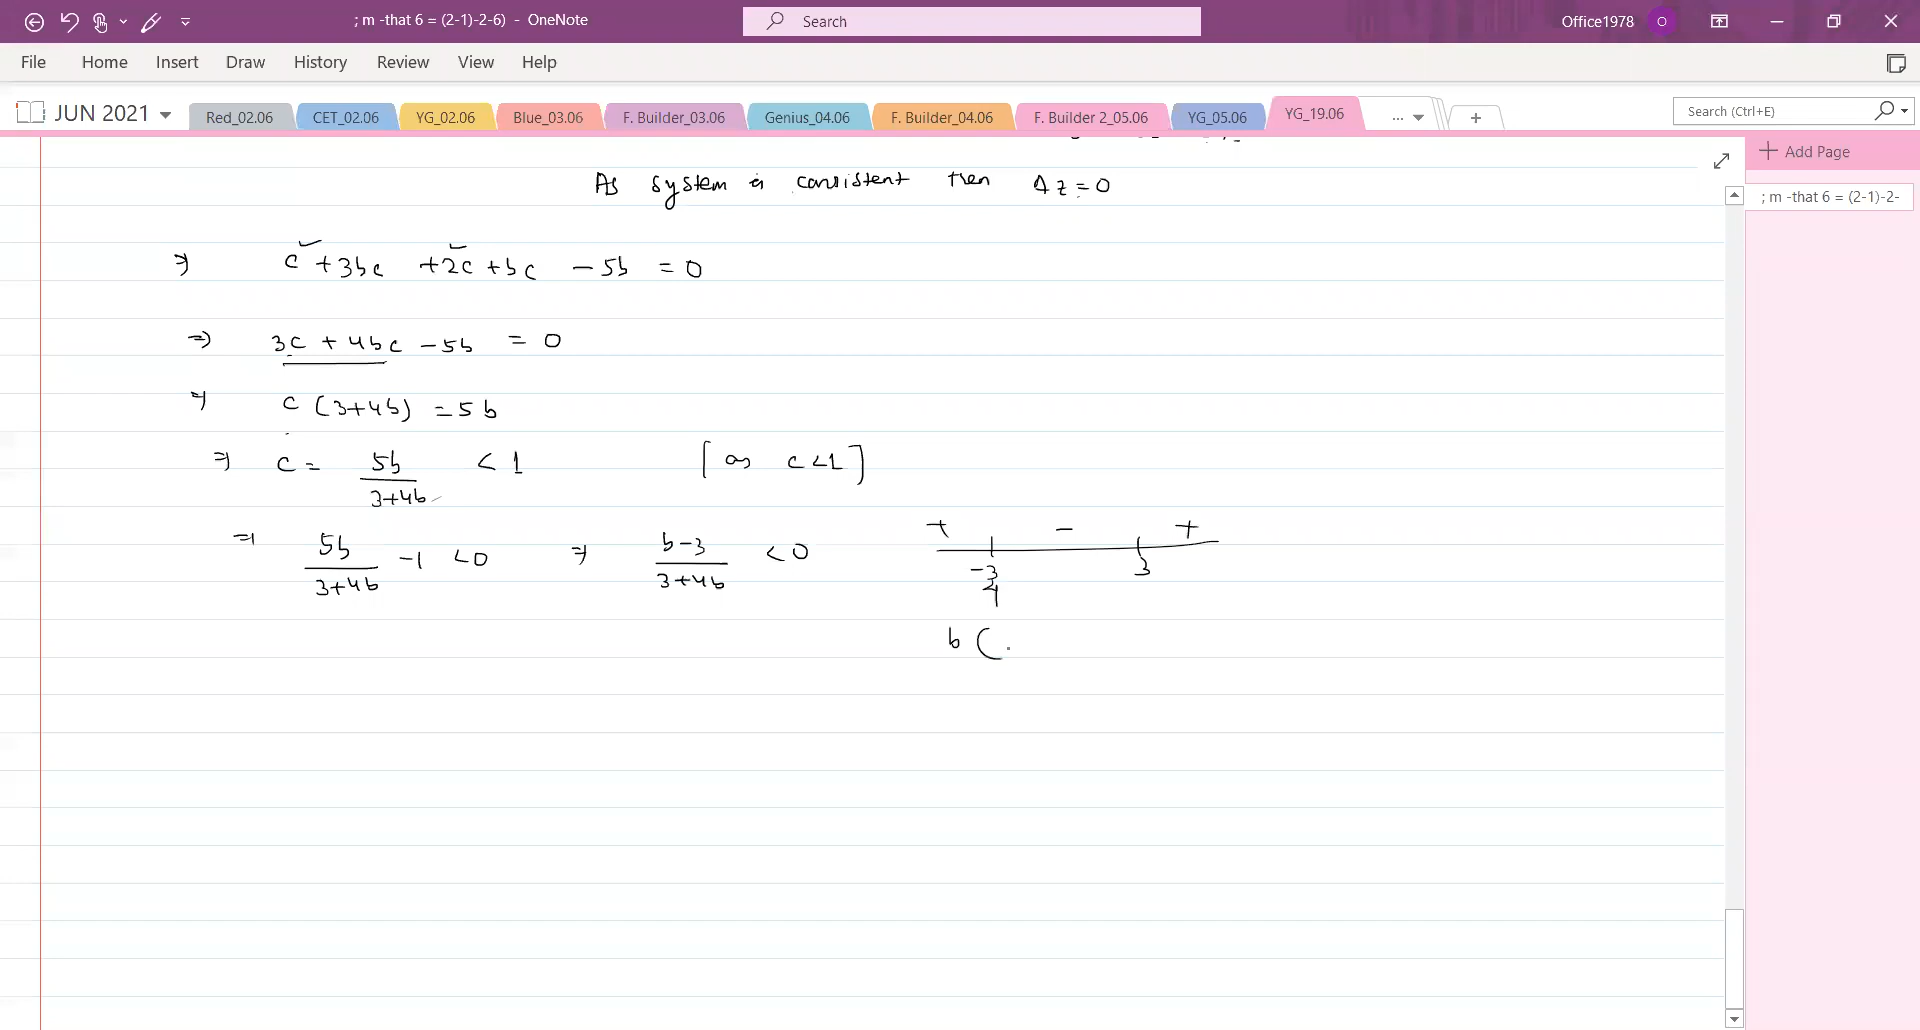 ; m -that 6 = (2-1)-2-6) - OneNote
Search
Office1978
O
File Home Insert Draw History Review View Help
JUN 2021
Red_02.06 CET_02.06 YG_02.06 Blue_03.06 F. Builder_03.06 Genius_04.06 F. Builder_04.06 F. Builder 2_05.06 YG_05.06 YG_19.06 ... +
Search (Ctrl+E)
+ Add Page
; m -that 6 = (2-1)-2-
As system is consistent then Δz = 0
⇒ c + 3bc + 2c + bc - 5b = 0
⇒ 3c + 4bc - 5b = 0
⇒ c (3+4b) = 5b
⇒ c = 5b/(3+4b) < 1 [as c<1]
⇒ 5b/(3+4b) - 1 < 0 ⇒ (b-3)/(3+4b) < 0
+ - +
-3/4 3
b (